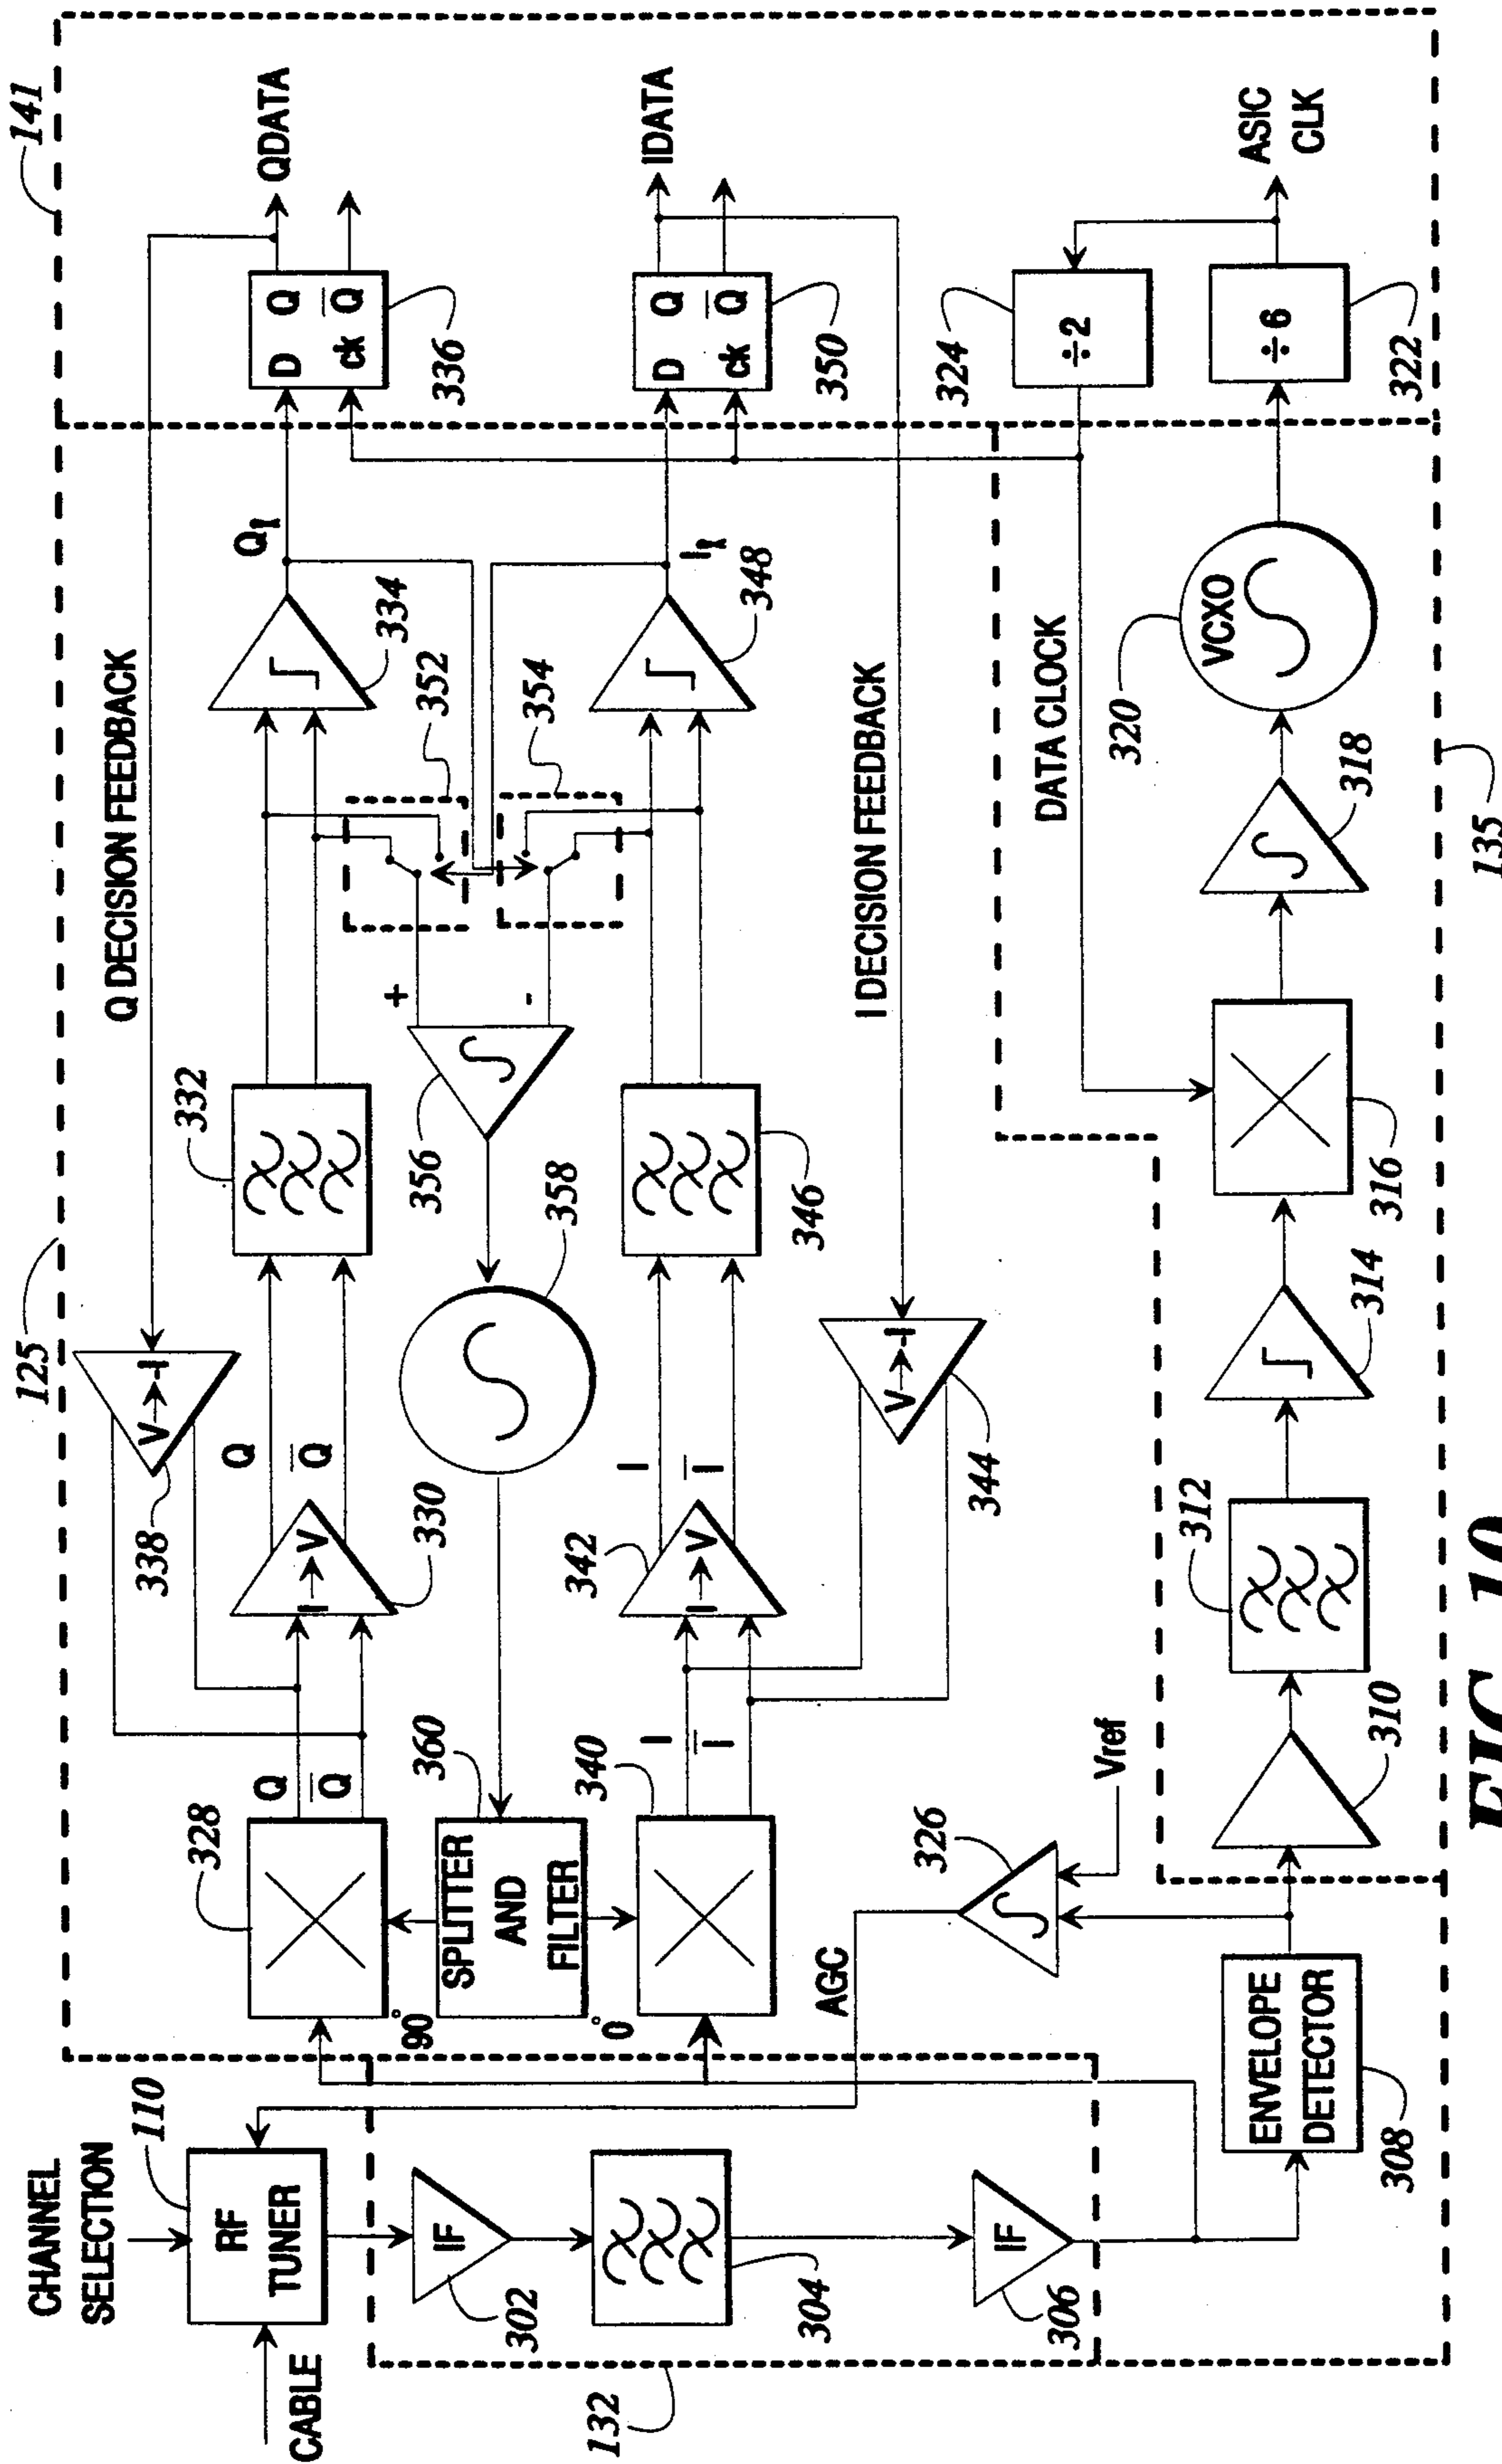 141
125
QDATA
Q DECISION FEEDBACK
D Q
ck Q
336
Q1
334
352
332
338
V→-I
Q
Q
I→V
330
Q
Q
328
90°
SPLITTER
AND
FILTER
360
0°
340
I
I
342
I→V
I
I
344
V→-I
346
356
+
-
358
354
348
I1
IDATA
D Q
ck Q
350
I DECISION FEEDBACK
CHANNEL
SELECTION
110
RF
TUNER
CABLE
IF
302
304
IF
306
132
AGC
326
Vref
ENVELOPE
DETECTOR
308
310
312
314
316
318
320
VCXO
DATA CLOCK
324
÷2
÷6
322
ASIC
CLK
135
FIG. 10